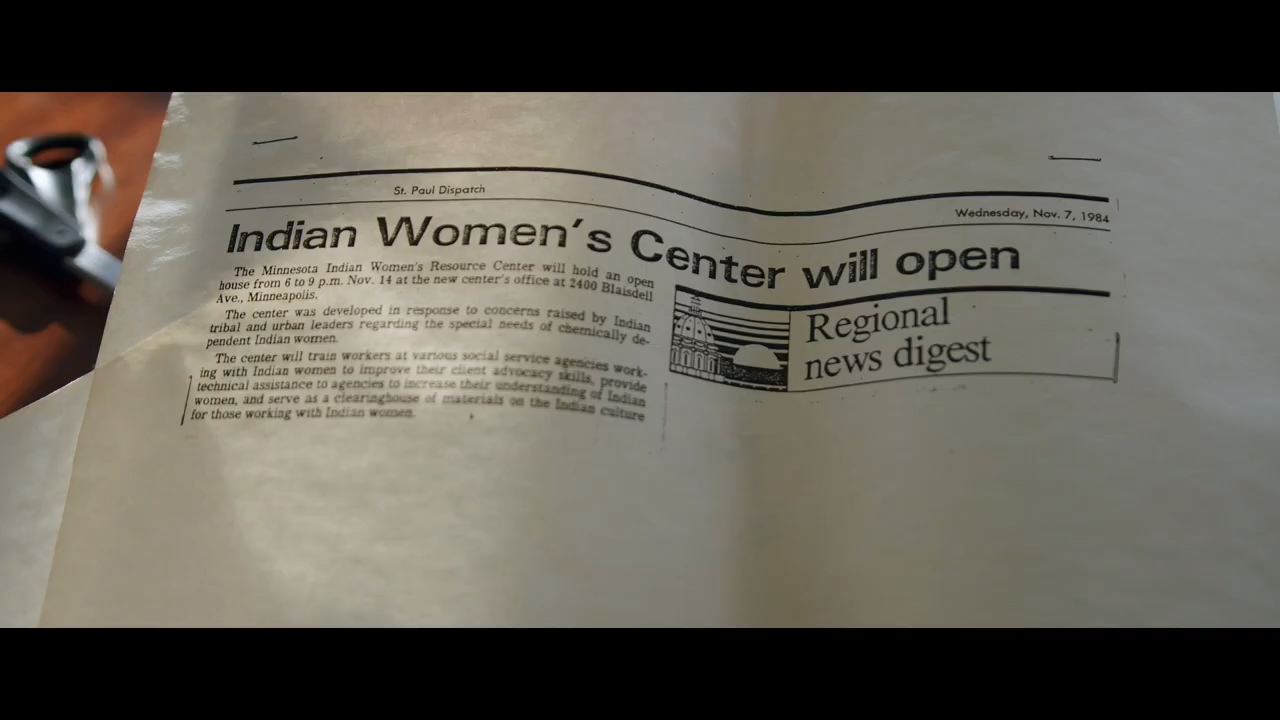 St. Paul Dispatch
Wednesday, Nov. 7, 1984
Indian Women's Center will open
The Minnesota Indian Women's Resource Center will hold an open
house from 6 to 9 p.m. Nov. 14 at the new center's office at 2400 Blaisdell
Ave., Minneapolis.
The center was developed in response to concerns raised by Indian
tribal and urban leaders regarding the special needs of chemically de-
pendent Indian women.
The center will train workers at various social service agencies work-
ing with Indian women to improve their client advocacy skills, provide
technical assistance to agencies to increase their understanding of Indian
women, and serve as a clearinghouse of materials on the Indian culture
for those working with Indian women.
Regional
news digest